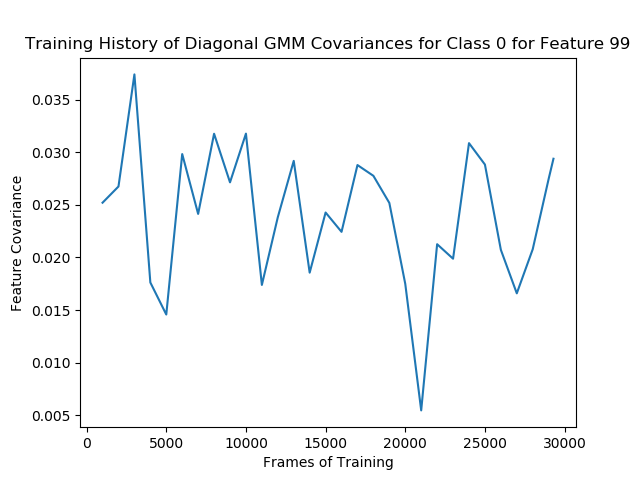 Training History of Diagonal GMM Covariances for Class 0 for Feature 99
Feature Covariance
0.035
0.030
0.025
0.020
0.015
0.010
0.005
0 5000 10000 15000 20000 25000 30000
Frames of Training